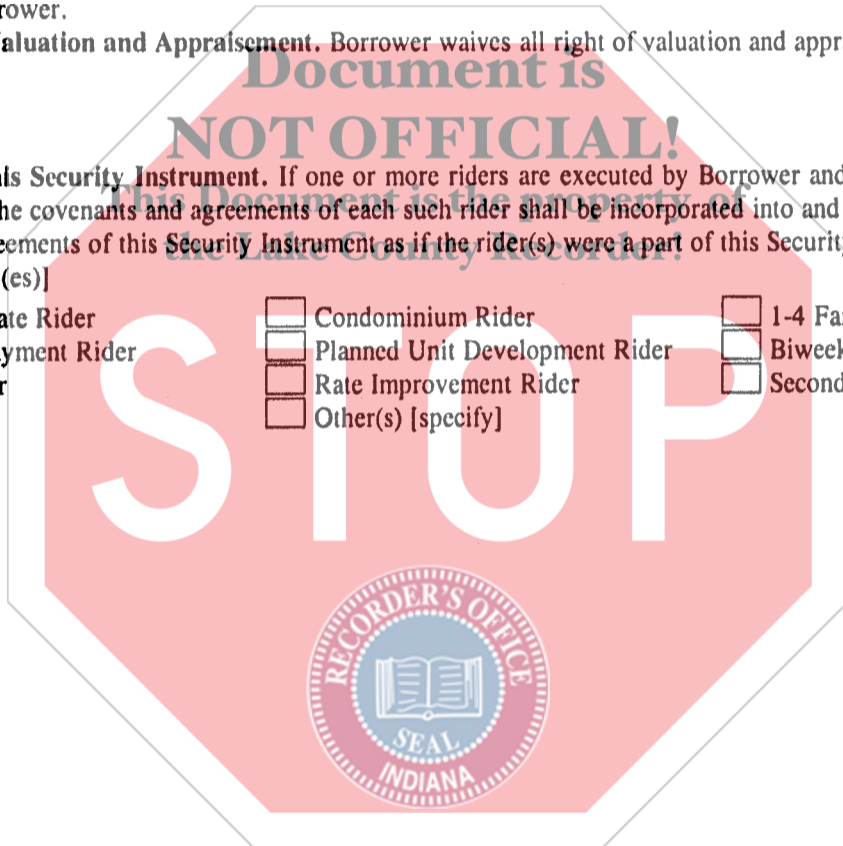 rower.
aluation and Appraisement. Borrower waives all right of valuation and appr
Document is
NOT OFFICIAL!
is Security Instrument. If one or more riders are executed by Borrower and
This Document is the property of
he covenants and agreements of each such rider shall be incorporated into and
eements of this Security Instrument as if the rider(s) were a part of this Security
the Lake County Recorder!
(es)]
ate Rider Condominium Rider 1-4 Fa
yment Rider Planned Unit Development Rider Biweek
r Rate Improvement Rider Second
Other(s) [specify]
STOP
RECORDER'S OFFICE
SEAL
INDIANA